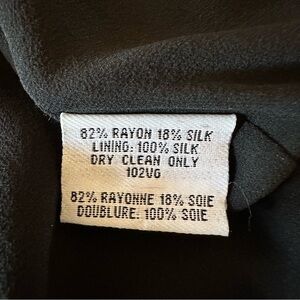 82% RAYON 18% SILK
LINING: 100% SILK
DRY CLEAN ONLY
102VG
82% RAYONNE 18% SOIE
DOUBLURE: 100% SOIE